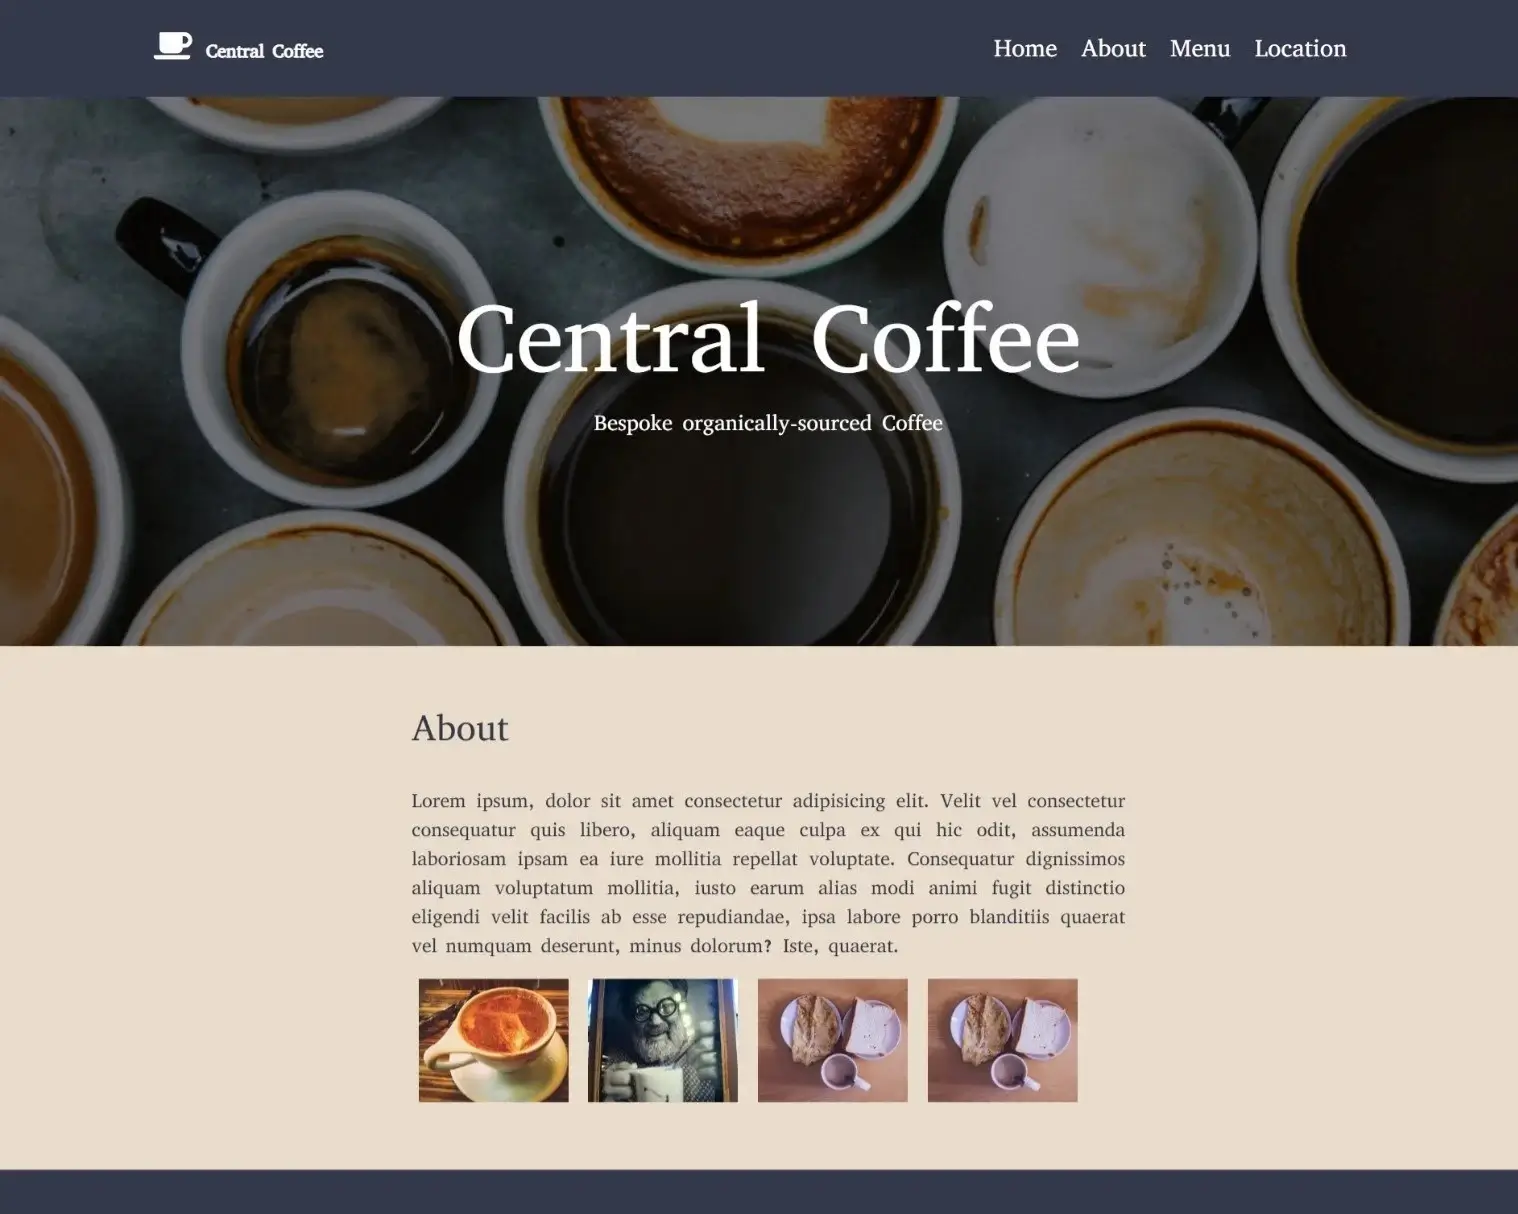 Central Coffee
Home About Menu Location
Central Coffee
Bespoke organically-sourced Coffee
About
Lorem ipsum, dolor sit amet consectetur adipisicing elit. Velit vel consectetur
consequatur quis libero, aliquam eaque culpa ex qui hic odit, assumenda
laboriosam ipsam ea iure mollitia repellat voluptate. Consequatur dignissimos
aliquam voluptatum mollitia, iusto earum alias modi animi fugit distinctio
eligendi velit facilis ab esse repudiandae, ipsa labore porro blanditiis quaerat
vel numquam deserunt, minus dolorum? Iste, quaerat.